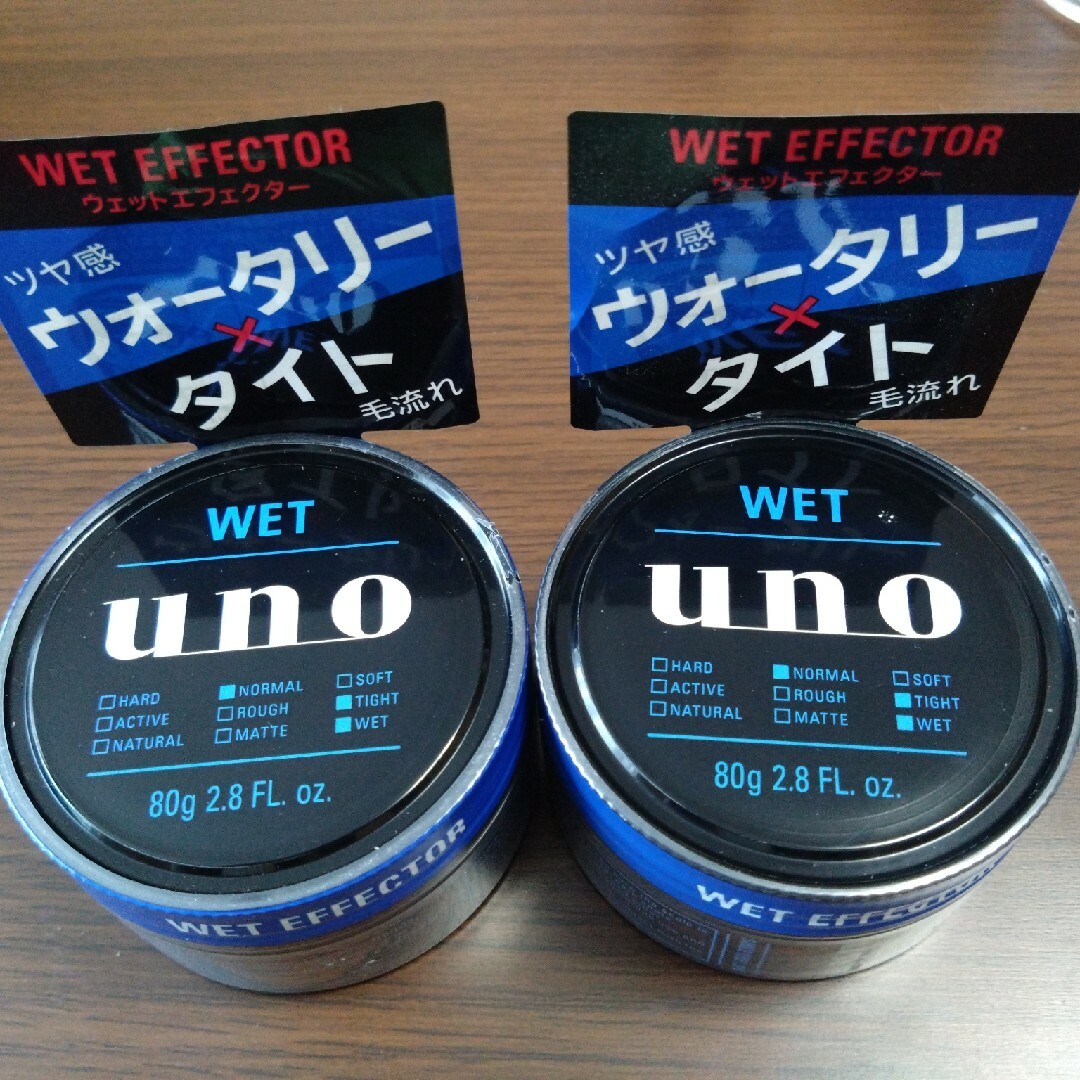 WET EFFECTOR
ウェットエフェクター
ツヤ感
ウォータリー
×
タイト
毛流れ
WET
uno
HARD NORMAL SOFT
ACTIVE ROUGH TIGHT
NATURAL MATTE WET
80g 2.8 FL. oz.
WET EFFECTOR
WET EFFECTOR
ウェットエフェクター
ツヤ感
ウォータリー
×
タイト
毛流れ
WET
uno
HARD NORMAL SOFT
ACTIVE ROUGH TIGHT
NATURAL MATTE WET
80g 2.8 FL. oz.
WET EFFECTOR